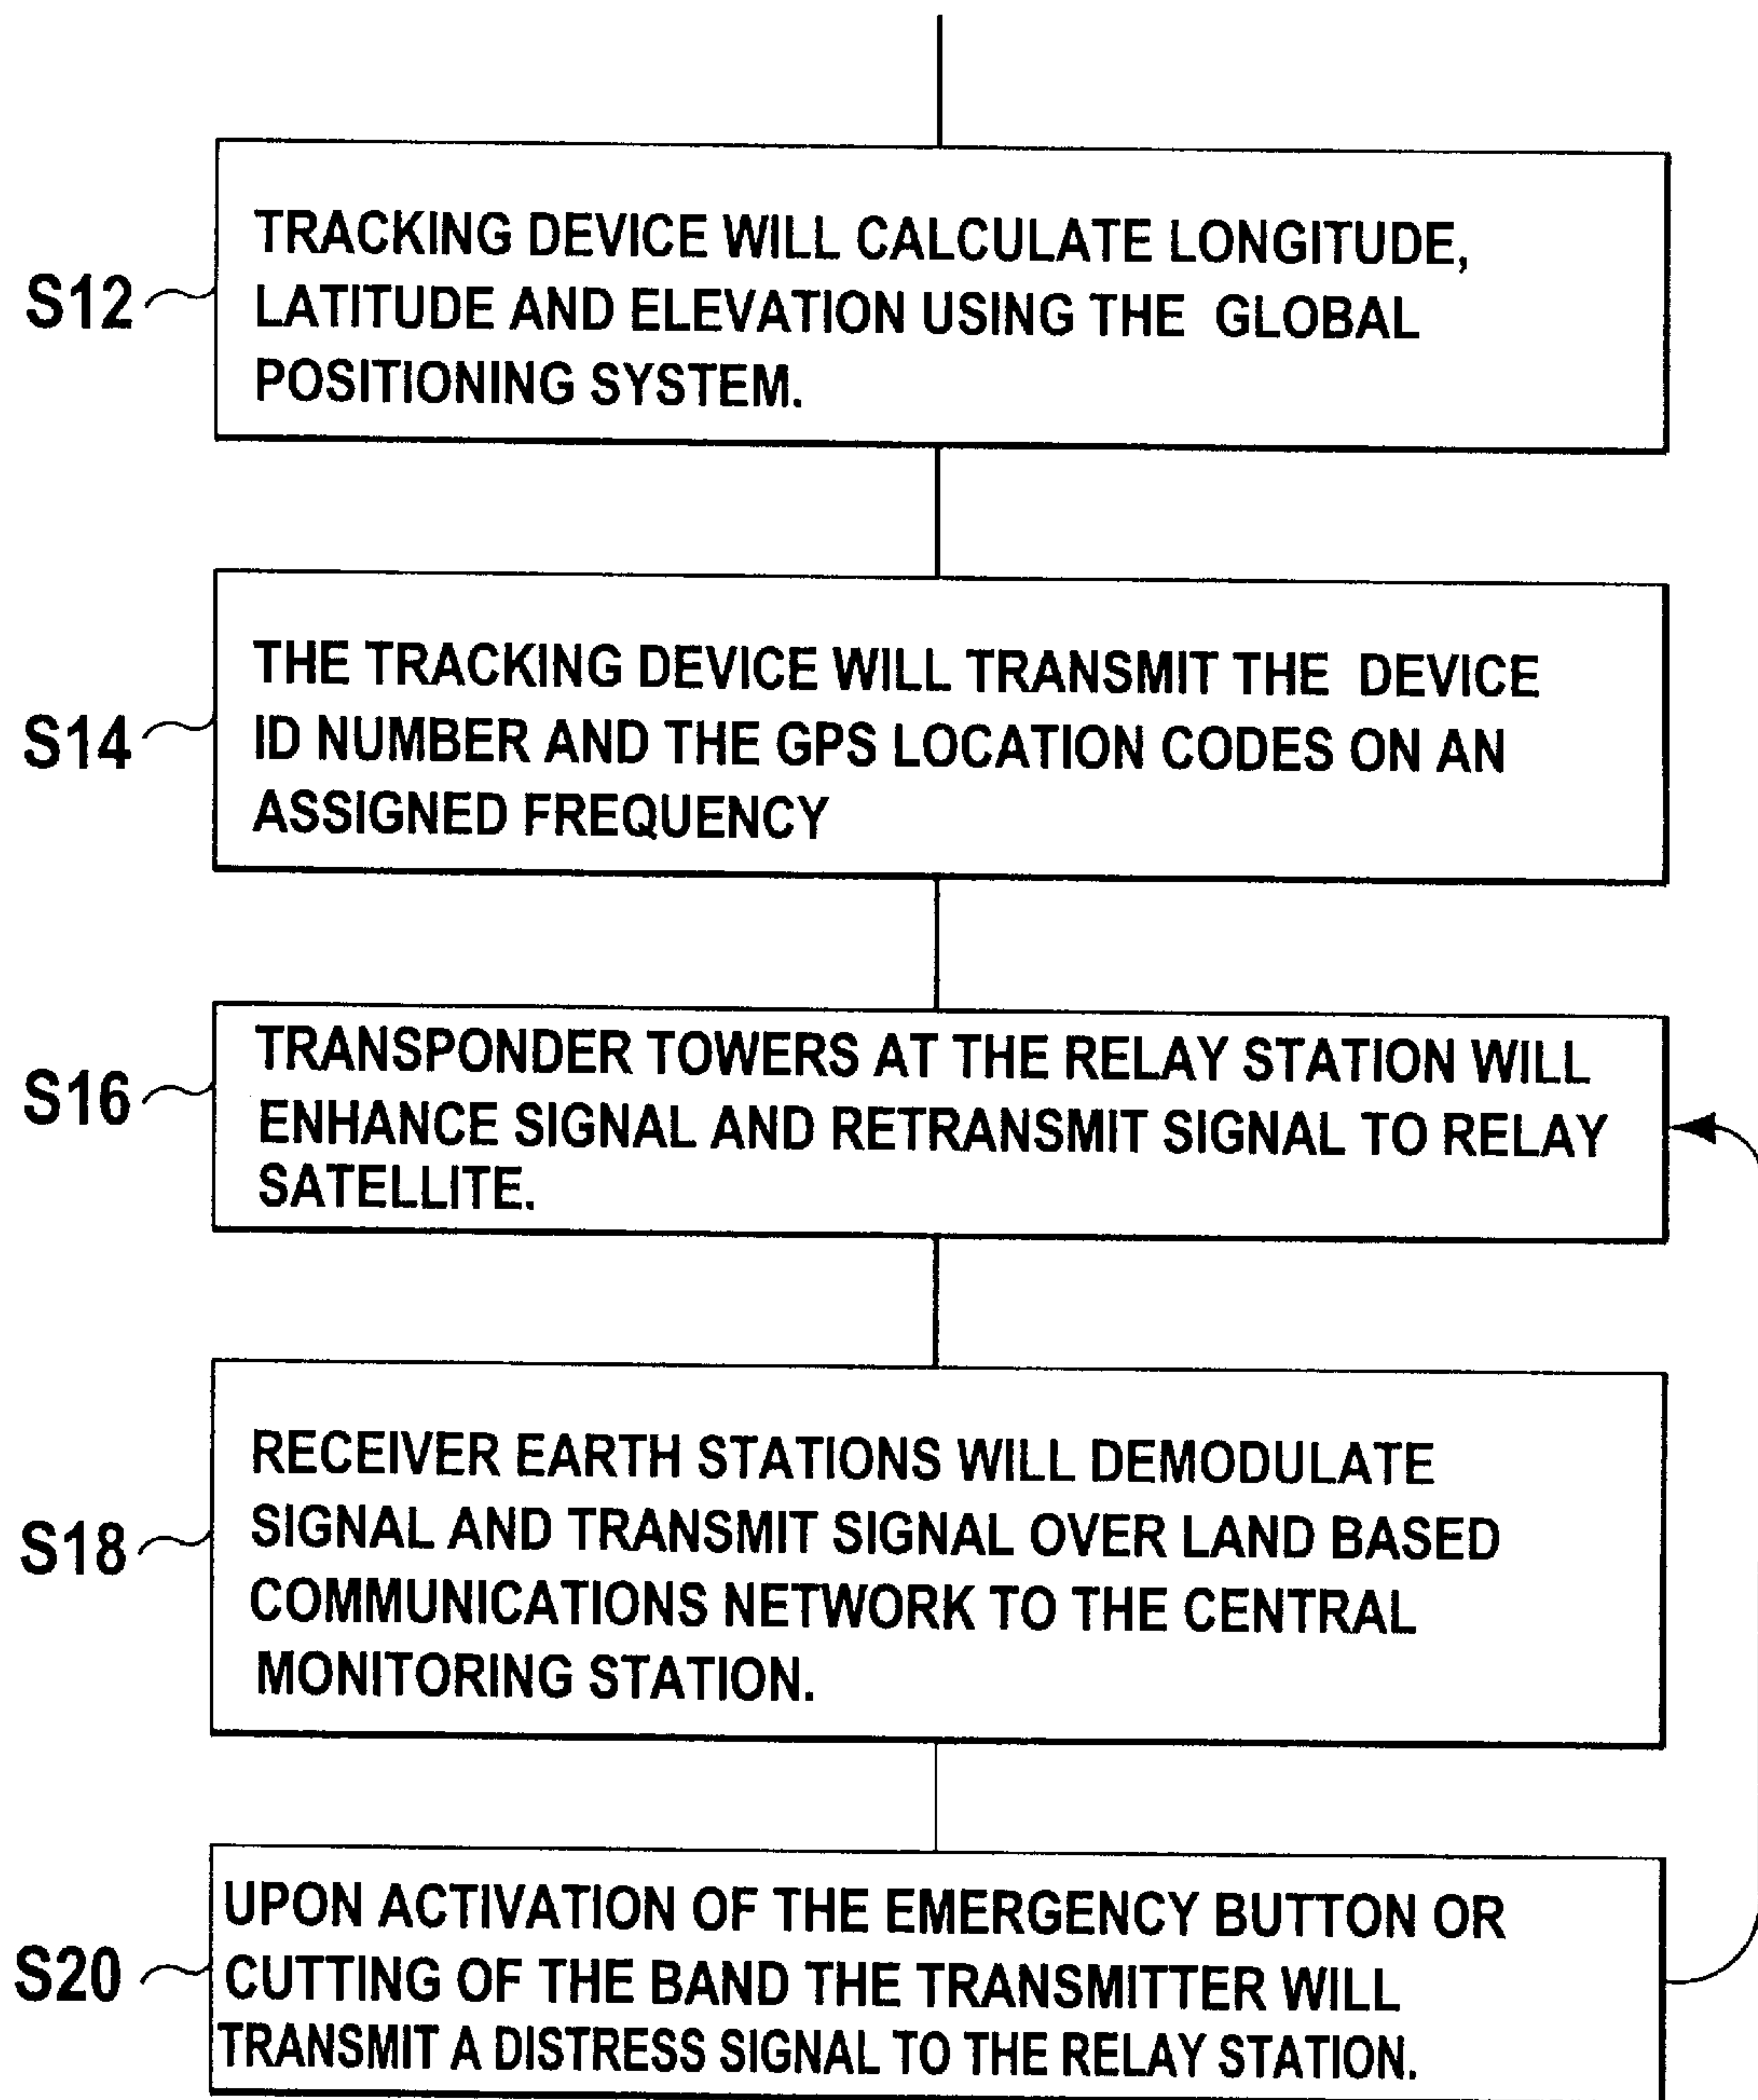 S12
TRACKING DEVICE WILL CALCULATE LONGITUDE,
LATITUDE AND ELEVATION USING THE GLOBAL
POSITIONING SYSTEM.
S14
THE TRACKING DEVICE WILL TRANSMIT THE DEVICE
ID NUMBER AND THE GPS LOCATION CODES ON AN
ASSIGNED FREQUENCY
S16
TRANSPONDER TOWERS AT THE RELAY STATION WILL
ENHANCE SIGNAL AND RETRANSMIT SIGNAL TO RELAY
SATELLITE.
S18
RECEIVER EARTH STATIONS WILL DEMODULATE
SIGNAL AND TRANSMIT SIGNAL OVER LAND BASED
COMMUNICATIONS NETWORK TO THE CENTRAL
MONITORING STATION.
S20
UPON ACTIVATION OF THE EMERGENCY BUTTON OR
CUTTING OF THE BAND THE TRANSMITTER WILL
TRANSMIT A DISTRESS SIGNAL TO THE RELAY STATION.